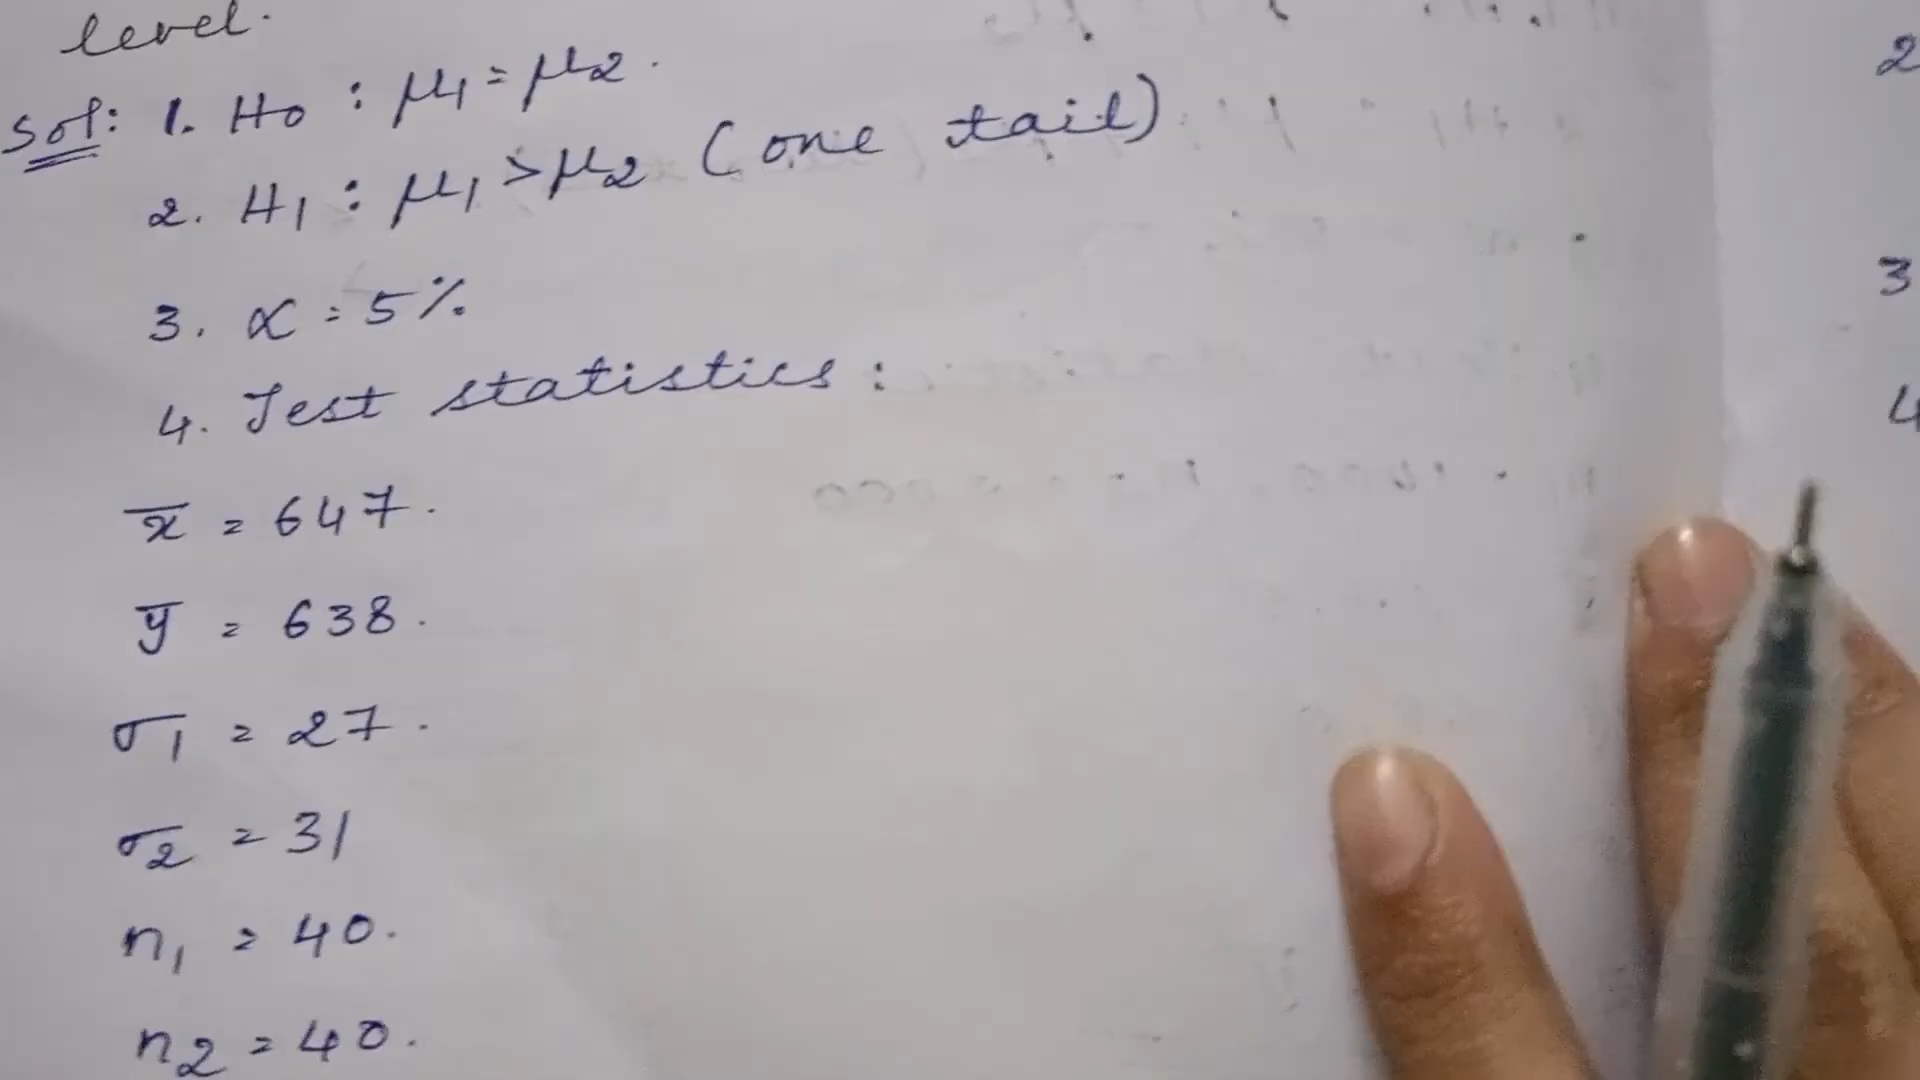 level.
Sol: 1. H0 : μ1 = μ2.
2. H1 : μ1 > μ2 (one tail)
3. α = 5%
4. Test statistics :
x̅ = 647.
y̅ = 638.
σ1 = 27.
σ2 = 31
n1 = 40.
n2 = 40.
2
3
4